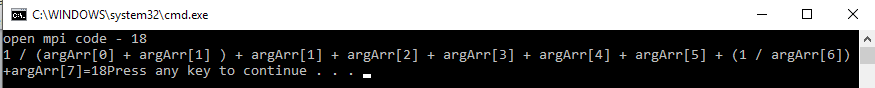 C:\WINDOWS\system32\cmd.exe
open mpi code - 18
1 / (argArr[0] + argArr[1] ) + argArr[1] + argArr[2] + argArr[3] + argArr[4] + argArr[5] + (1 / argArr[6])
+argArr[7]=18Press any key to continue . . .